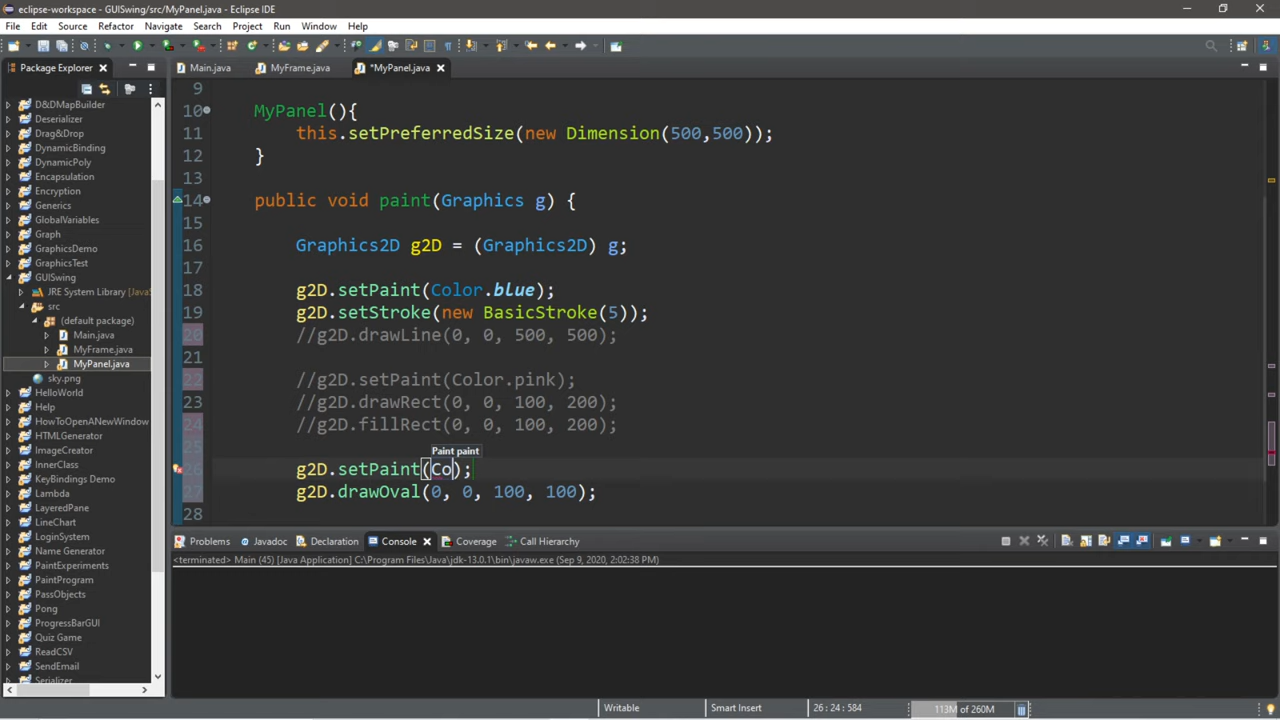 eclipse-workspace - GUISwing/src/MyPanel.java - Eclipse IDE
File Edit Source Refactor Navigate Search Project Run Window Help
Package Explorer
Main.java MyFrame.java *MyPanel.java
D&DMapBuilder
Deserializer
Drag&Drop
DynamicBinding
DynamicPoly
Encapsulation
Encryption
Generics
GlobalVariables
Graph
GraphicsDemo
GraphicsTest
GUISwing
JRE System Library [JavaS
src
(default package)
Main.java
MyFrame.java
MyPanel.java
sky.png
HelloWorld
Help
HowToOpenANewWindow
HTMLGenerator
ImageCreator
InnerClass
KeyBindings Demo
Lambda
LayeredPane
LineChart
LoginSystem
Name Generator
PaintExperiments
PaintProgram
PassObjects
Pong
ProgressBarGUI
Quiz Game
ReadCSV
SendEmail
Serializer
9
10 MyPanel(){
11 this.setPreferredSize(new Dimension(500,500));
12 }
13
14 public void paint(Graphics g) {
15
16 Graphics2D g2D = (Graphics2D) g;
17
18 g2D.setPaint(Color.blue);
19 g2D.setStroke(new BasicStroke(5));
20 //g2D.drawLine(0, 0, 500, 500);
21
22 //g2D.setPaint(Color.pink);
23 //g2D.drawRect(0, 0, 100, 200);
24 //g2D.fillRect(0, 0, 100, 200);
25
Paint paint
26 g2D.setPaint(Co);
27 g2D.drawOval(0, 0, 100, 100);
28
Problems Javadoc Declaration Console Coverage Call Hierarchy
<terminated> Main (45) [Java Application] C:\Program Files\Java\jdk-13.0.1\bin\javaw.exe (Sep 9, 2020, 2:02:38 PM)
Writable Smart Insert 26 : 24 : 584 113M of 260M